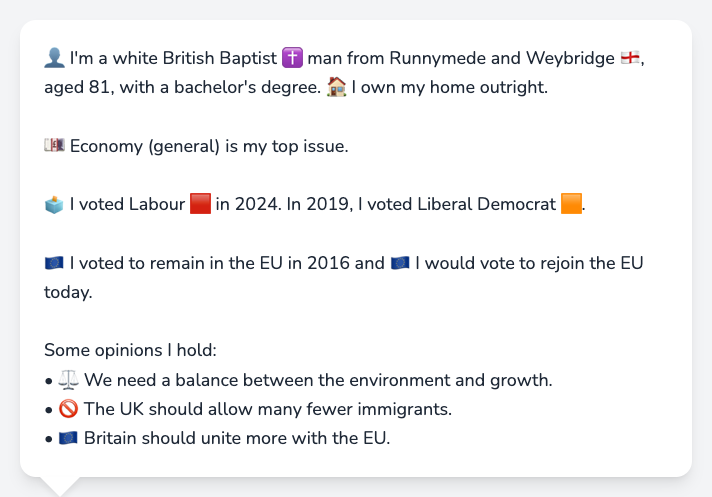 👤 I'm a white British Baptist ✝️ man from Runnymede and Weybridge 🏴󠁧󠁢󠁥󠁮󠁧󠁿,
aged 81, with a bachelor's degree. 🏠 I own my home outright.
💷 Economy (general) is my top issue.
🗳️ I voted Labour 🟥 in 2024. In 2019, I voted Liberal Democrat 🟧.
🇪🇺 I voted to remain in the EU in 2016 and 🇪🇺 I would vote to rejoin the EU
today.
Some opinions I hold:
• ⚖️ We need a balance between the environment and growth.
• 🚫 The UK should allow many fewer immigrants.
• 🇪🇺 Britain should unite more with the EU.